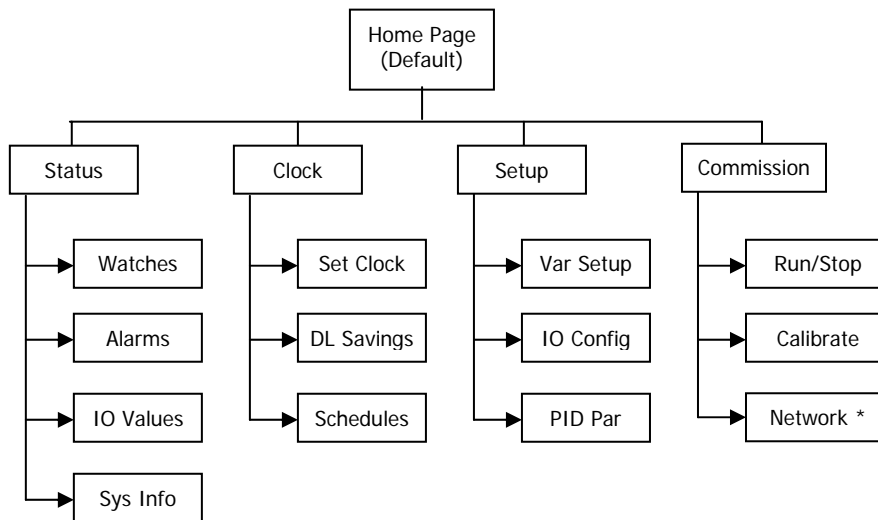 Home Page
(Default)
Status
Clock
Setup
Commission
Watches
Set Clock
Var Setup
Run/Stop
Alarms
DL Savings
IO Config
Calibrate
IO Values
Schedules
PID Par
Network *
Sys Info